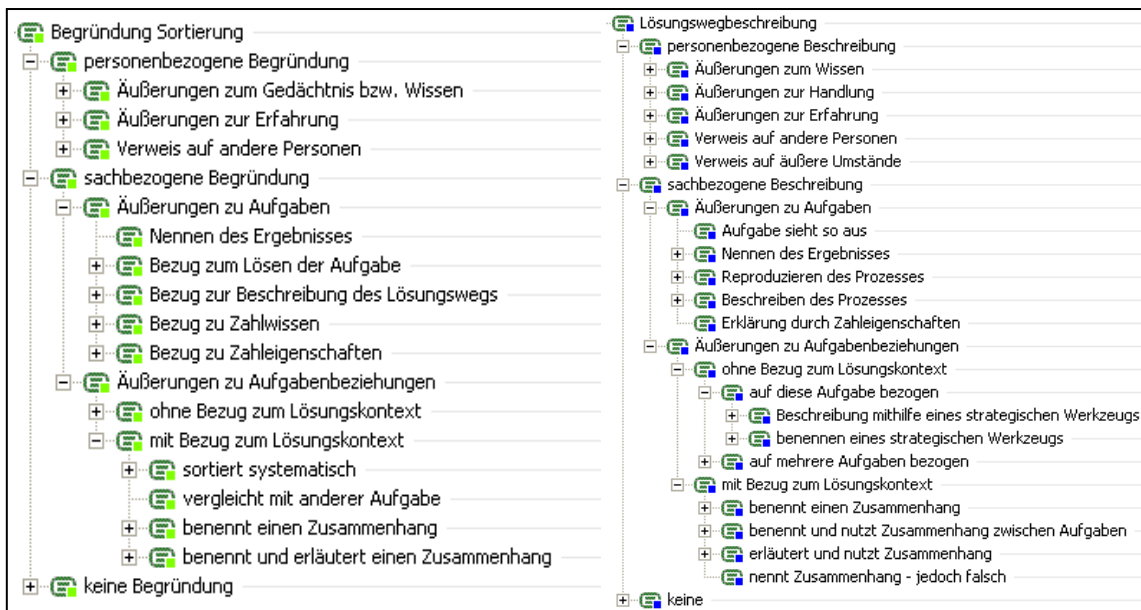 Begründung Sortierung
personenbezogene Begründung
Äußerungen zum Gedächtnis bzw. Wissen
Äußerungen zur Erfahrung
Verweis auf andere Personen
sachbezogene Begründung
Äußerungen zu Aufgaben
Nennen des Ergebnisses
Bezug zum Lösen der Aufgabe
Bezug zur Beschreibung des Lösungswegs
Bezug zu Zahlwissen
Bezug zu Zahleigenschaften
Äußerungen zu Aufgabenbeziehungen
ohne Bezug zum Lösungskontext
mit Bezug zum Lösungskontext
sortiert systematisch
vergleicht mit anderer Aufgabe
benennt einen Zusammenhang
benennt und erläutert einen Zusammenhang
keine Begründung
Lösungswegbeschreibung
personenbezogene Beschreibung
Äußerungen zum Wissen
Äußerungen zur Handlung
Äußerungen zur Erfahrung
Verweis auf andere Personen
Verweis auf äußere Umstände
sachbezogene Beschreibung
Äußerungen zu Aufgaben
Aufgabe sieht so aus
Nennen des Ergebnisses
Reproduzieren des Prozesses
Beschreiben des Prozesses
Erklärung durch Zahleigenschaften
Äußerungen zu Aufgabenbeziehungen
ohne Bezug zum Lösungskontext
auf diese Aufgabe bezogen
Beschreibung mithilfe eines strategischen Werkzeugs
benennen eines strategischen Werkzeugs
auf mehrere Aufgaben bezogen
mit Bezug zum Lösungskontext
benennt einen Zusammenhang
benennt und nutzt Zusammenhang zwischen Aufgaben
erläutert und nutzt Zusammenhang
nennt Zusammenhang - jedoch falsch
keine